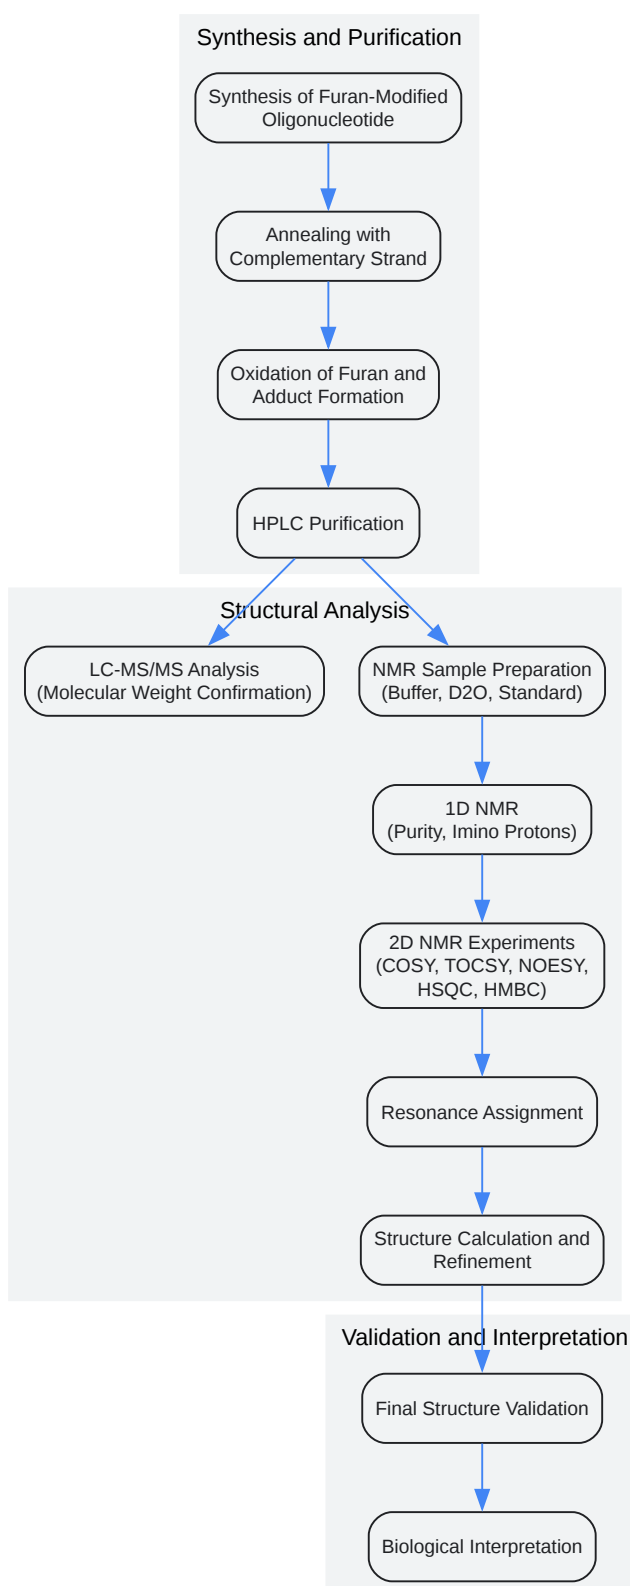 Synthesis and Purification
Synthesis of Furan-Modified
Oligonucleotide
Annealing with
Complementary Strand
Oxidation of Furan and
Adduct Formation
HPLC Purification
Structural Analysis
LC-MS/MS Analysis
(Molecular Weight Confirmation)
NMR Sample Preparation
(Buffer, D2O, Standard)
1D NMR
(Purity, Imino Protons)
2D NMR Experiments
(COSY, TOCSY, NOESY,
HSQC, HMBC)
Resonance Assignment
Structure Calculation and
Refinement
Validation and Interpretation
Final Structure Validation
Biological Interpretation